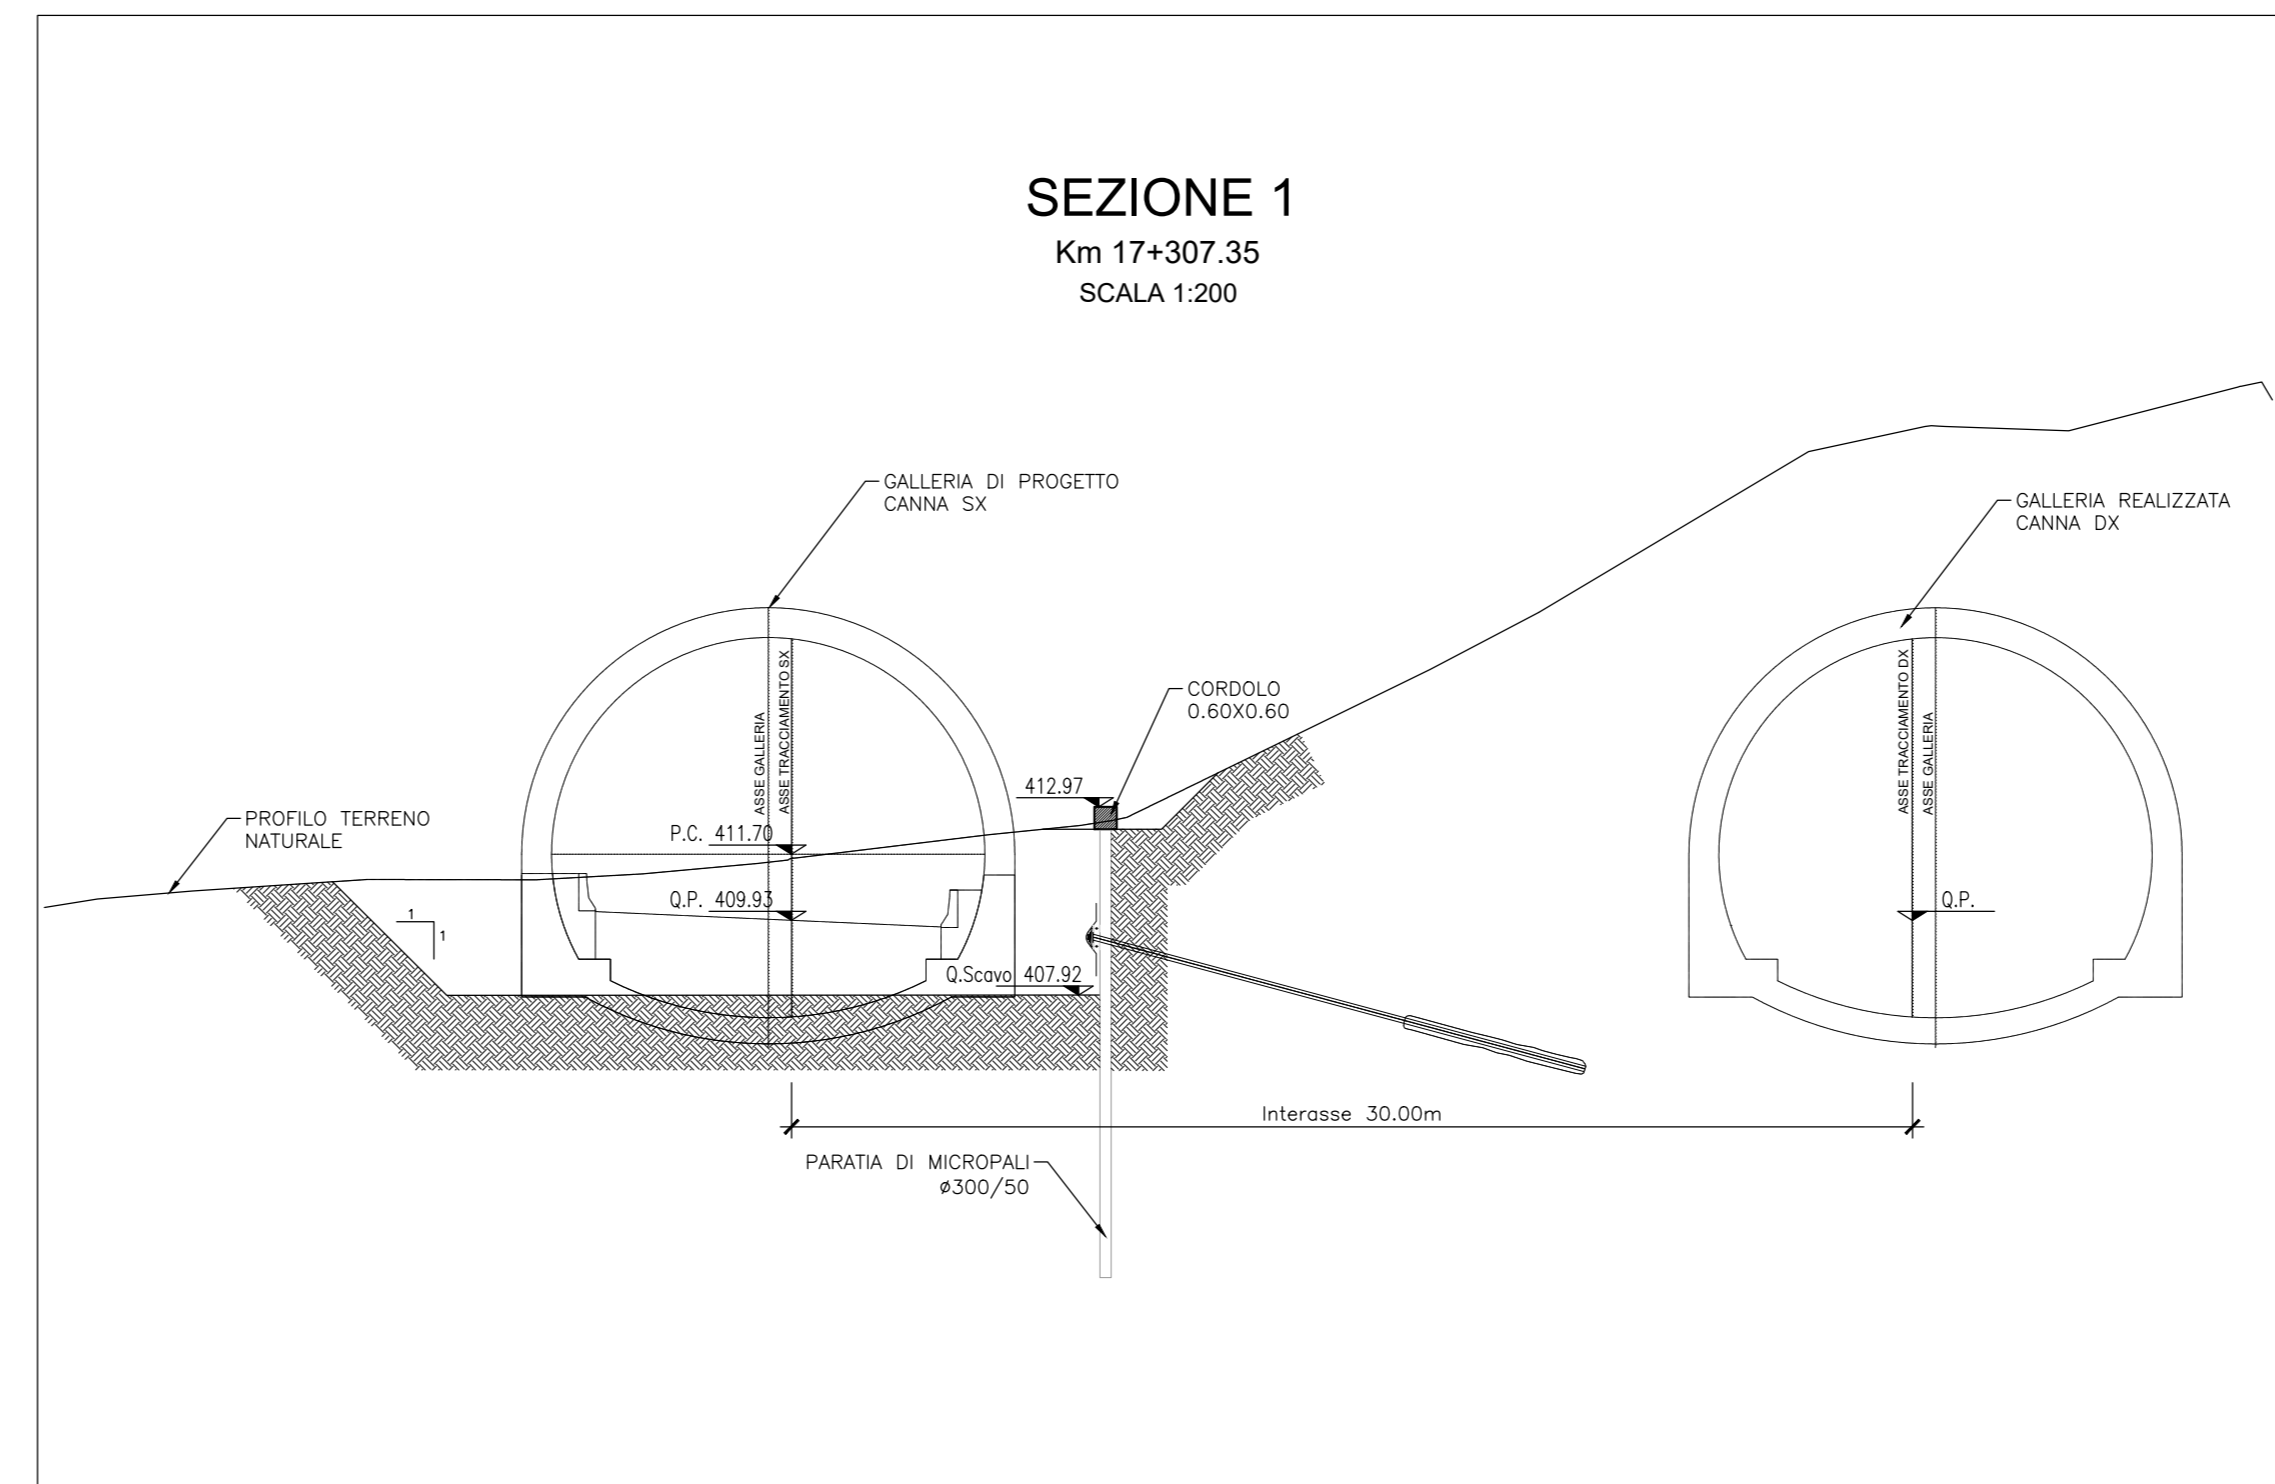 SEZIONE 1
Km 17+307.35
SCALA 1:200
GALLERIA DI PROGETTO
CANNA SX
GALLERIA REALIZZATA
CANNA DX
ASSE GALLERIA
ASSE TRACCIAMENTO SX
ASSE TRACCIAMENTO DX
ASSE GALLERIA
CORDOLO
0.60X0.60
412.97
PROFILO TERRENO
NATURALE
P.C. 411.70
Q.P. 409.93
Q.P.
1
1
Q.Scavo 407.92
Interasse 30.00m
PARATIA DI MICROPALI
ø300/50